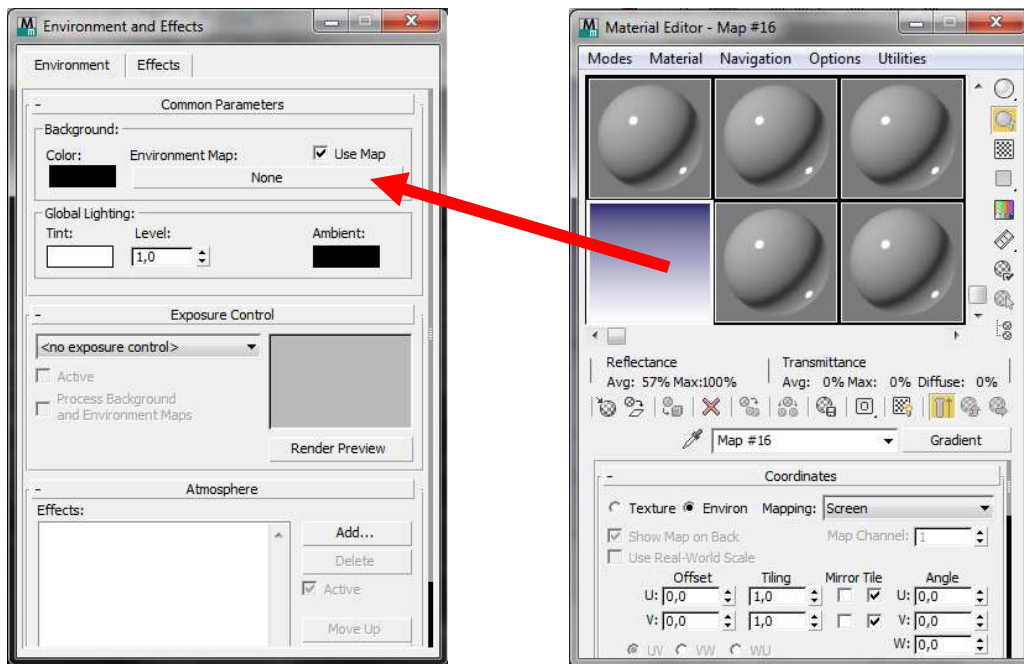 Environment and Effects
Environment Effects
- Common Parameters
Background:
Color: Environment Map: Use Map
None
Global Lighting:
Tint: Level: Ambient:
1,0
- Exposure Control
<no exposure control>
Active
Process Background
and Environment Maps
Render Preview
- Atmosphere
Effects:
Add...
Delete
Active
Move Up
Material Editor - Map #16
Modes Material Navigation Options Utilities
Reflectance Transmittance
Avg: 57% Max:100% Avg: 0% Max: 0% Diffuse: 0%
Map #16 Gradient
- Coordinates
Texture Environ Mapping: Screen
Show Map on Back Map Channel: 1
Use Real-World Scale
Offset Tiling Mirror Tile Angle
U: 0,0 1,0 U: 0,0
V: 0,0 1,0 V: 0,0
W: 0,0
UV VW WU